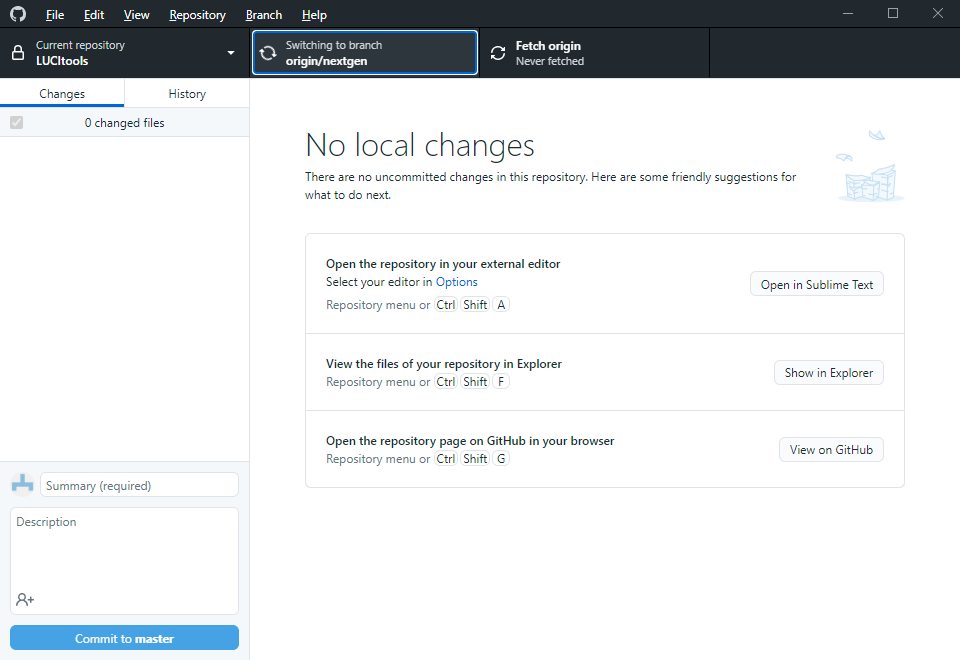 File Edit View Repository Branch Help
Current repository
LUCItools
Switching to branch
origin/nextgen
Fetch origin
Never fetched
Changes History
0 changed files
No local changes
There are no uncommitted changes in this repository. Here are some friendly suggestions for
what to do next.
Open the repository in your external editor
Select your editor in Options
Repository menu or Ctrl Shift A
Open in Sublime Text
View the files of your repository in Explorer
Repository menu or Ctrl Shift F
Show in Explorer
Open the repository page on GitHub in your browser
Repository menu or Ctrl Shift G
View on GitHub
Summary (required)
Description
Commit to master